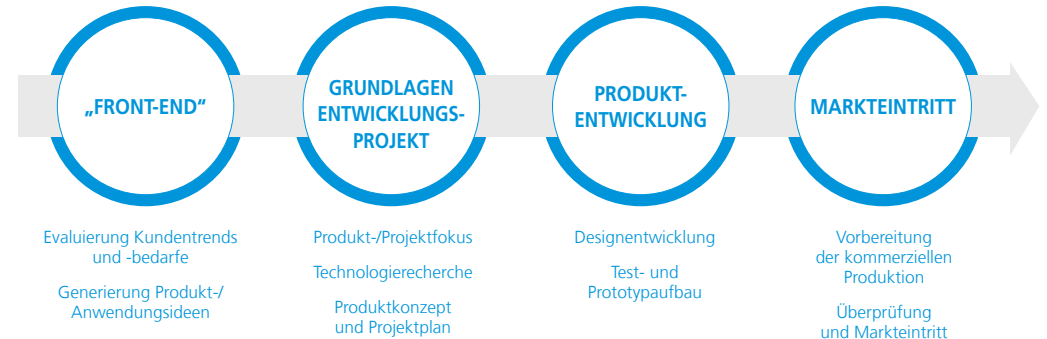 „FRONT-END“
Evaluierung Kundentrends
und -bedarfe
Generierung Produkt-/
Anwendungsideen
GRUNDLAGEN
ENTWICKLUNGS-
PROJEKT
Produkt-/Projektfokus
Technologierecherche
Produktkonzept
und Projektplan
PRODUKT-
ENTWICKLUNG
Designentwicklung
Test- und
Prototypaufbau
MARKTEINTRITT
Vorbereitung
der kommerziellen
Produktion
Überprüfung
und Markteintritt